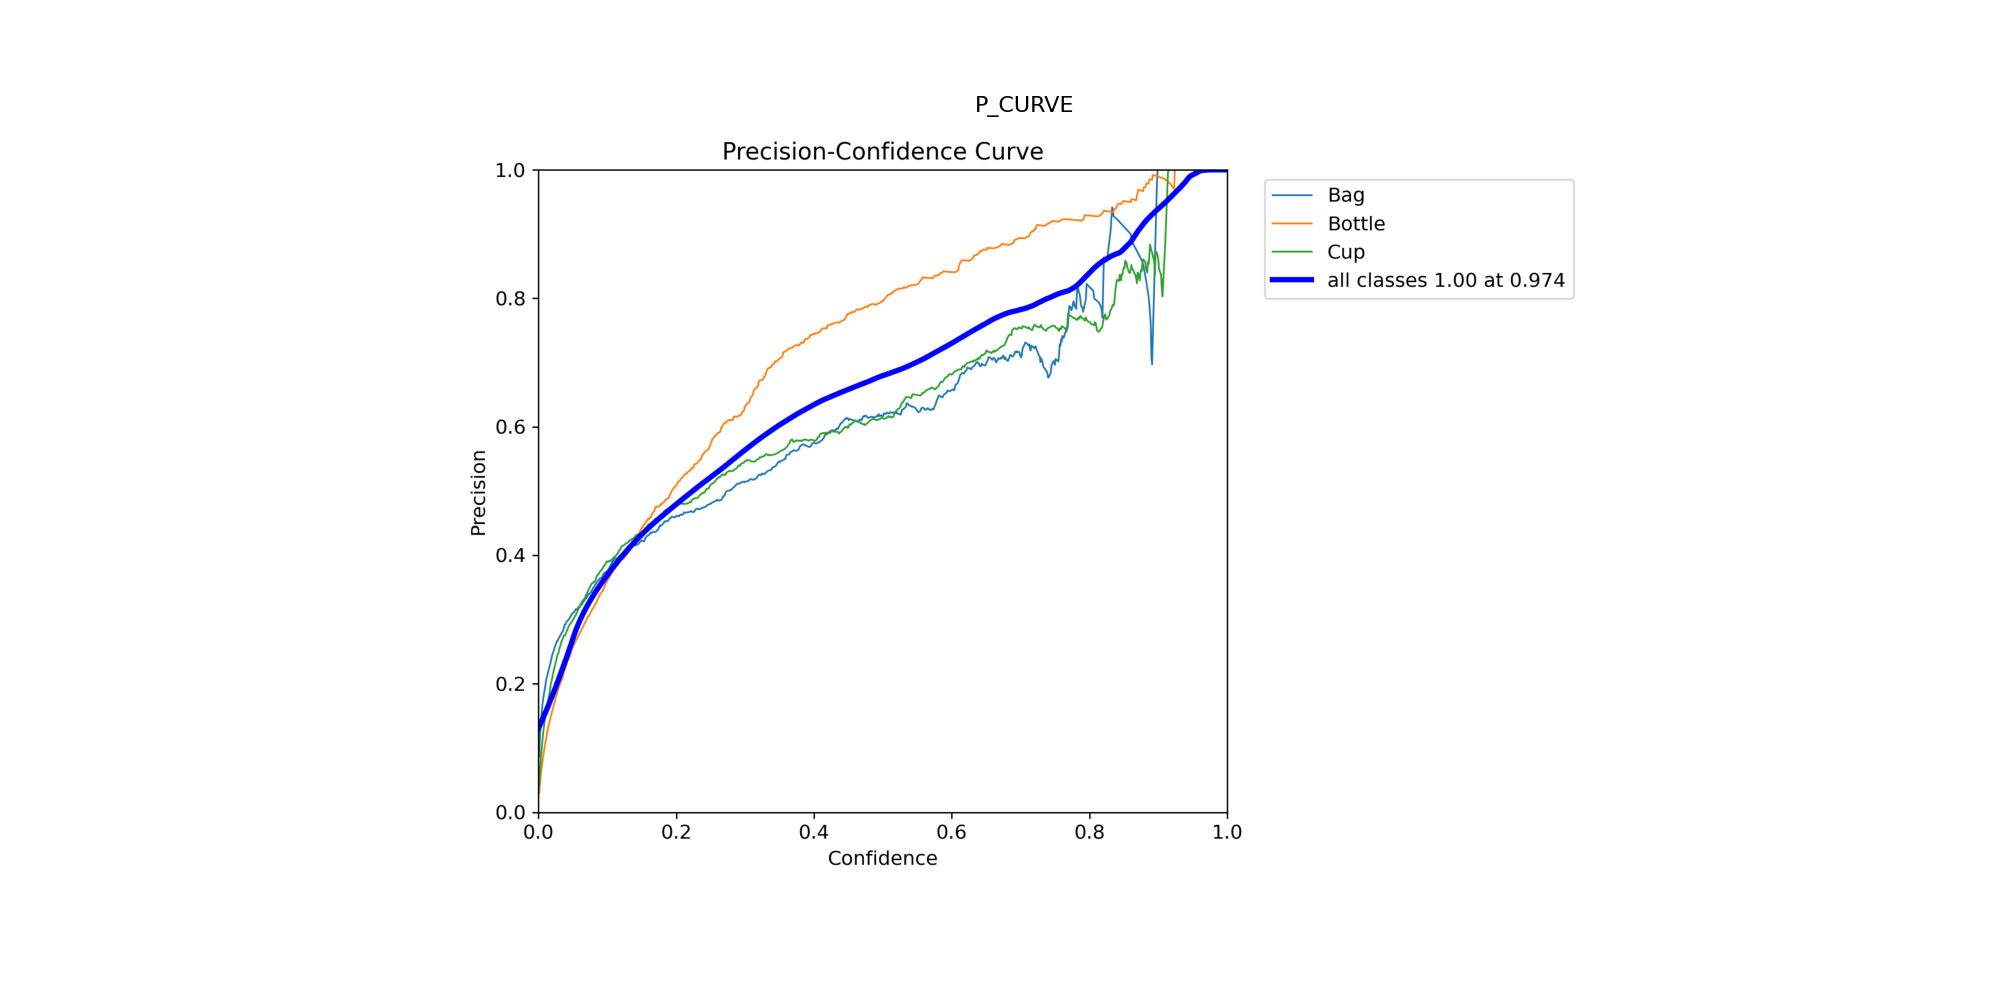 P_CURVE
Precision-Confidence Curve
1.0
0.8
0.6
0.4
0.2
0.0
Precision
0.0 0.2 0.4 0.6 0.8 1.0
Confidence
Bag
Bottle
Cup
all classes 1.00 at 0.974